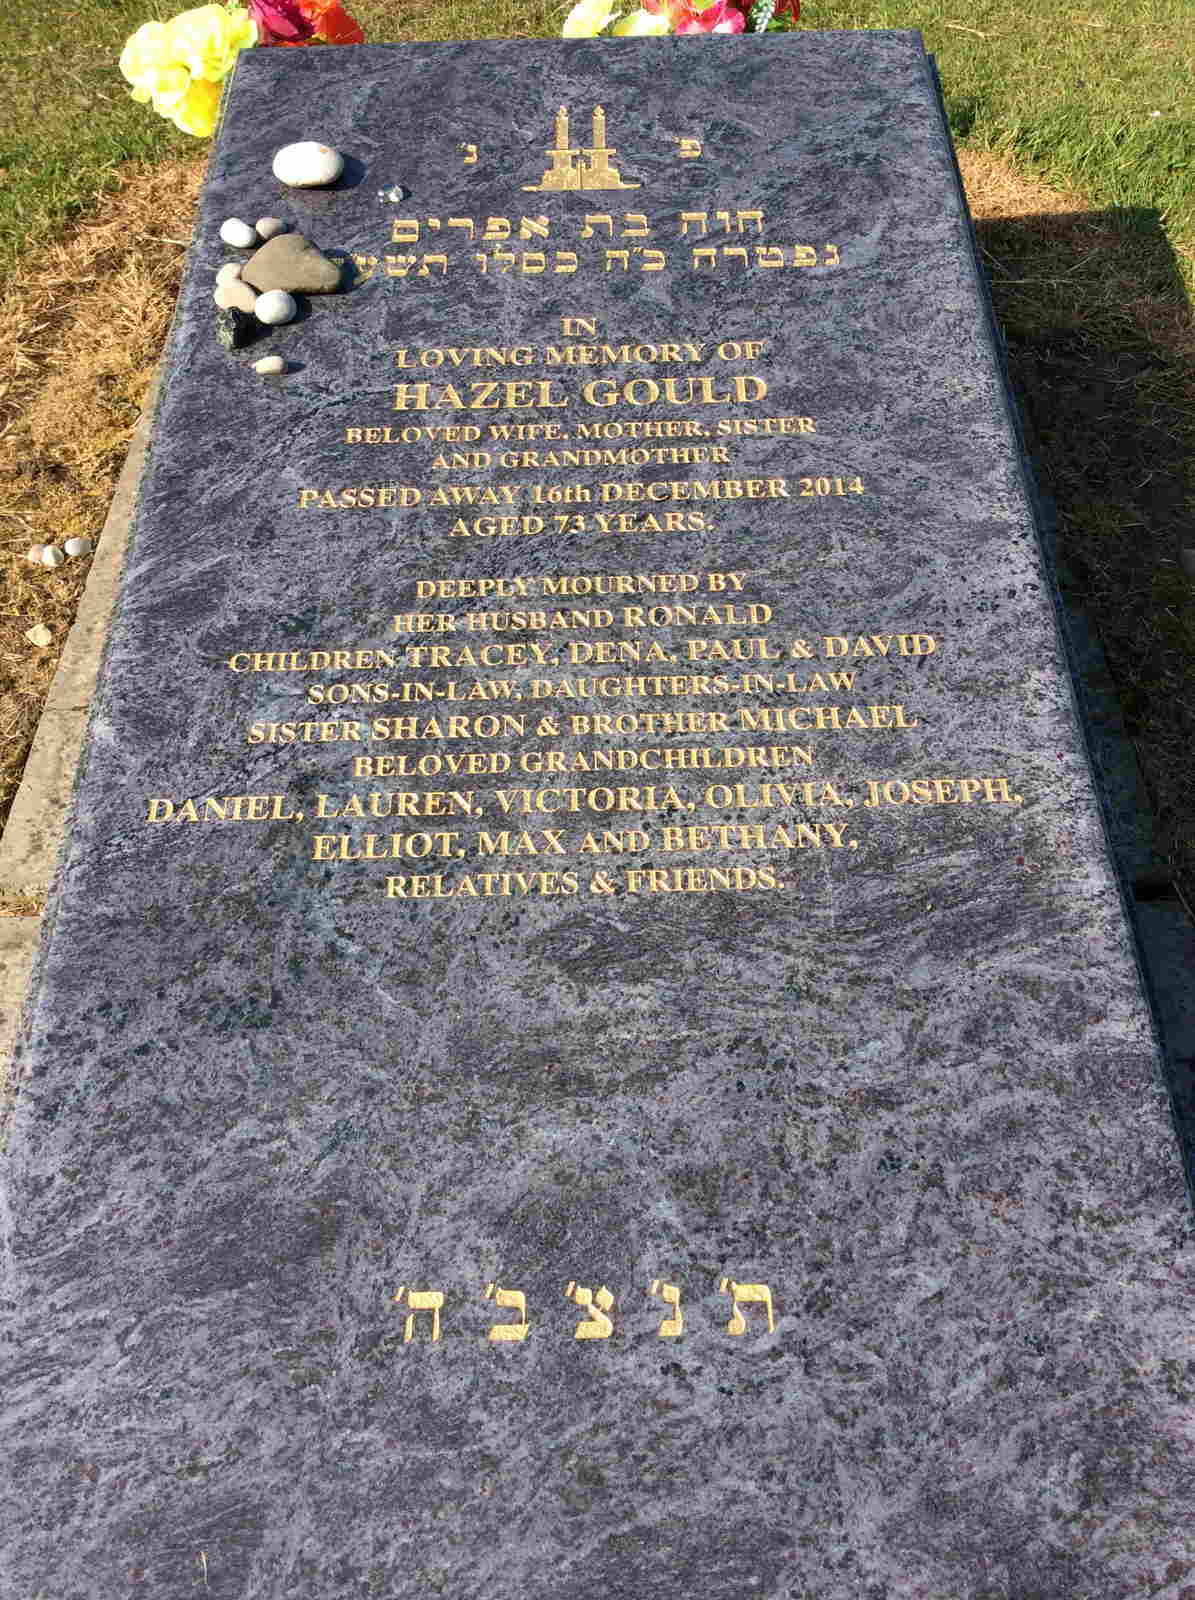 פ׳ נ׳
חוה בת אפרים
נפטרה כ״ה כסלו תשע״
IN
LOVING MEMORY OF
HAZEL GOULD
BELOVED WIFE, MOTHER, SISTER
AND GRANDMOTHER
PASSED AWAY 16th DECEMBER 2014
AGED 73 YEARS.
DEEPLY MOURNED BY
HER HUSBAND RONALD
CHILDREN TRACEY, DENA, PAUL & DAVID
SONS-IN-LAW, DAUGHTERS-IN-LAW
SISTER SHARON & BROTHER MICHAEL
BELOVED GRANDCHILDREN
DANIEL, LAUREN, VICTORIA, OLIVIA, JOSEPH,
ELLIOT, MAX AND BETHANY,
RELATIVES & FRIENDS.
ת׳ נ׳ צ׳ ב׳ ה׳